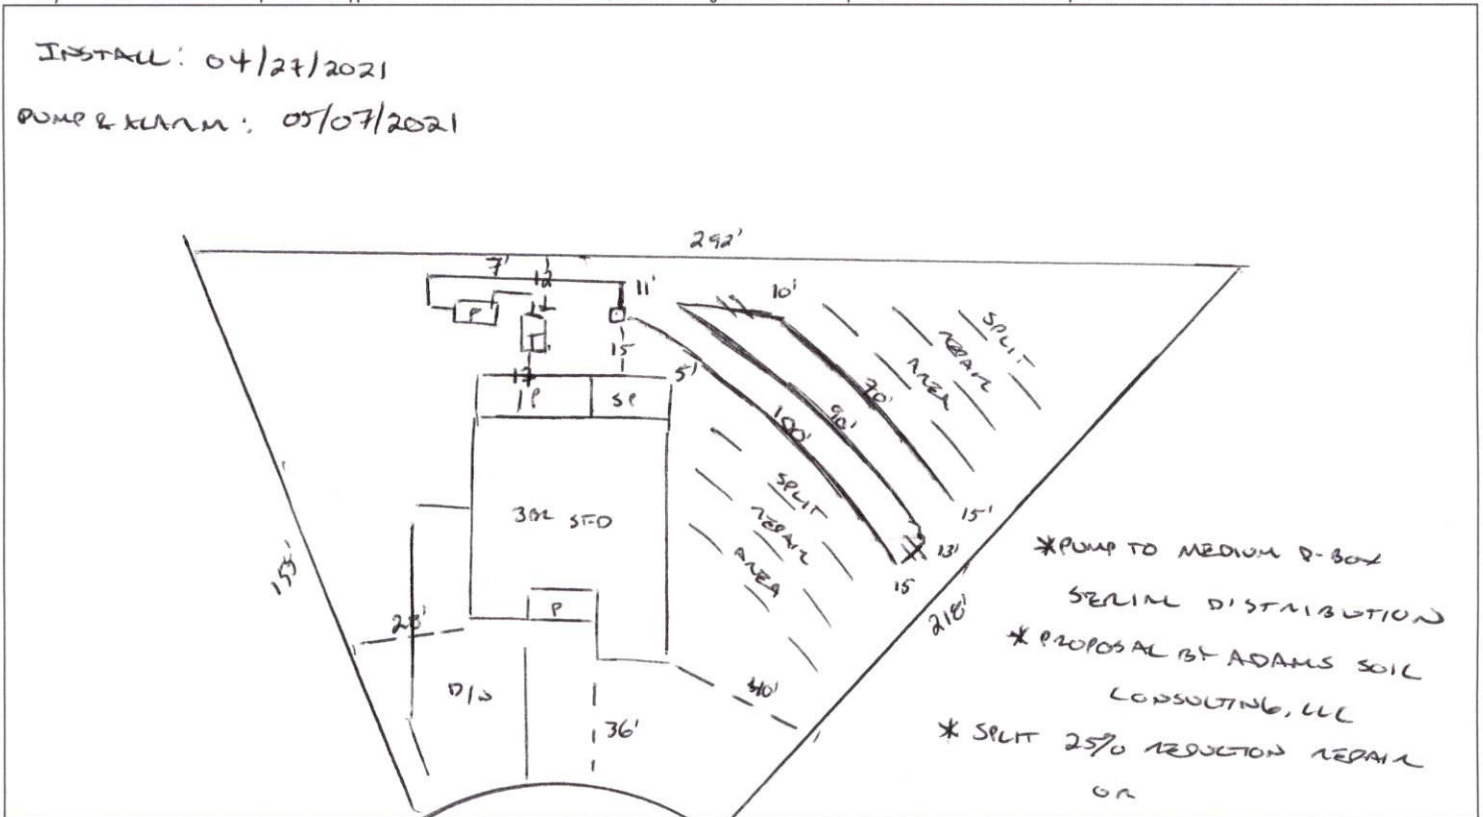 INSTALL: 04/27/2021
PUMP & ALARM: 05/07/2021
292'
7'
12'
11'
10'
P
T
15
5'
P
SP
SPLIT
REPAIR
AREA
70'
90'
100'
SPLIT
REPAIR
AREA
3BR SFD
P
15'
13'
15
218'
28'
D/W
36'
40'
*PUMP TO MEDIUM D-BOX
SERIAL DISTRIBUTION
* PROPOSAL BY ADAMS SOIL
CONSULTING, LLC
* SPLIT 25% REDUCTION REPAIR
OR